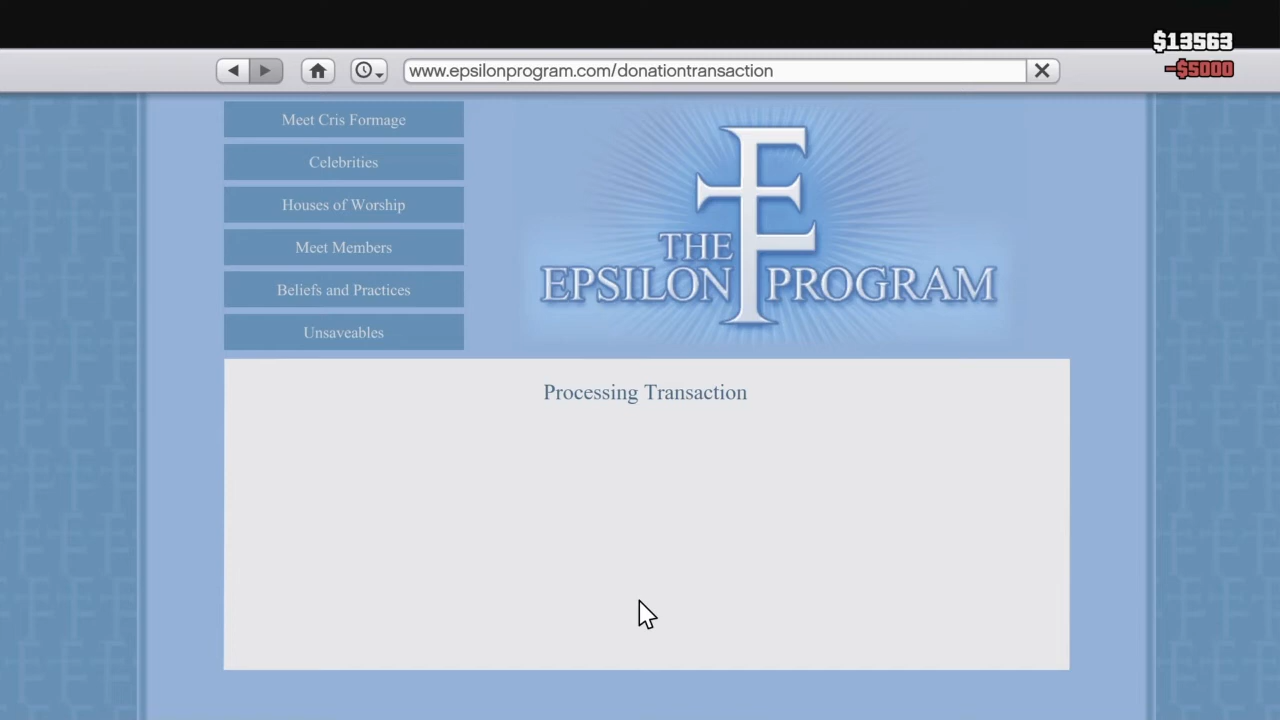 $13563
www.epsilonprogram.com/donationtransaction
-$5000
Meet Cris Formage
Celebrities
Houses of Worship
Meet Members
Beliefs and Practices
Unsaveables
THE
EPSILON PROGRAM
Processing Transaction